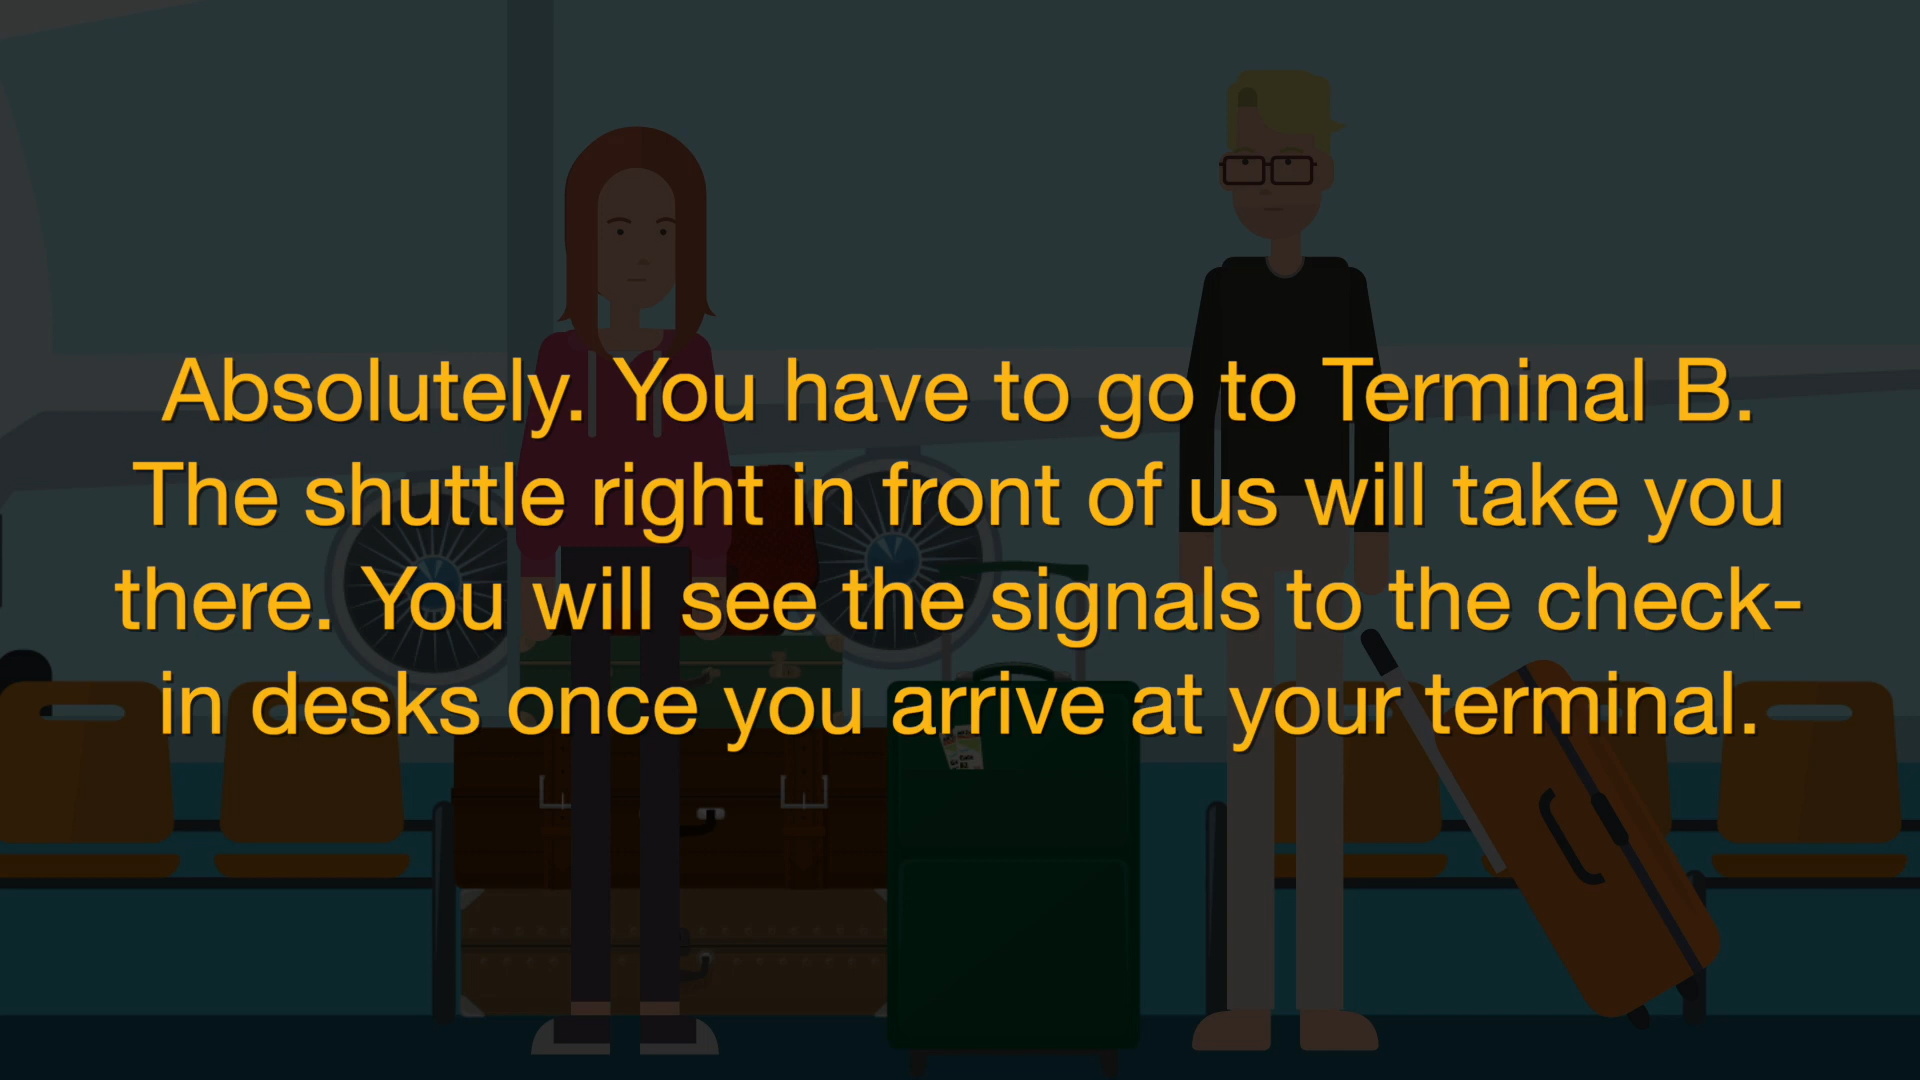 Absolutely. You have to go to Terminal B.
The shuttle right in front of us will take you
there. You will see the signals to the check-
in desks once you arrive at your terminal.